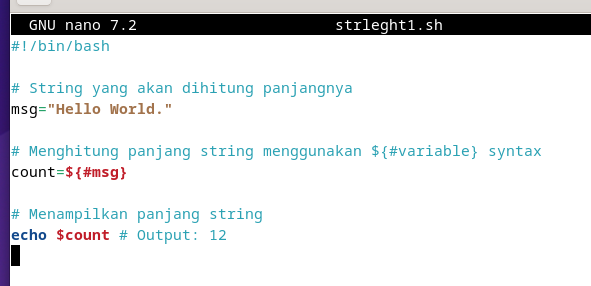 GNU nano 7.2 strleght1.sh
#!/bin/bash
# String yang akan dihitung panjangnya
msg="Hello World."
# Menghitung panjang string menggunakan ${#variable} syntax
count=${#msg}
# Menampilkan panjang string
echo $count # Output: 12